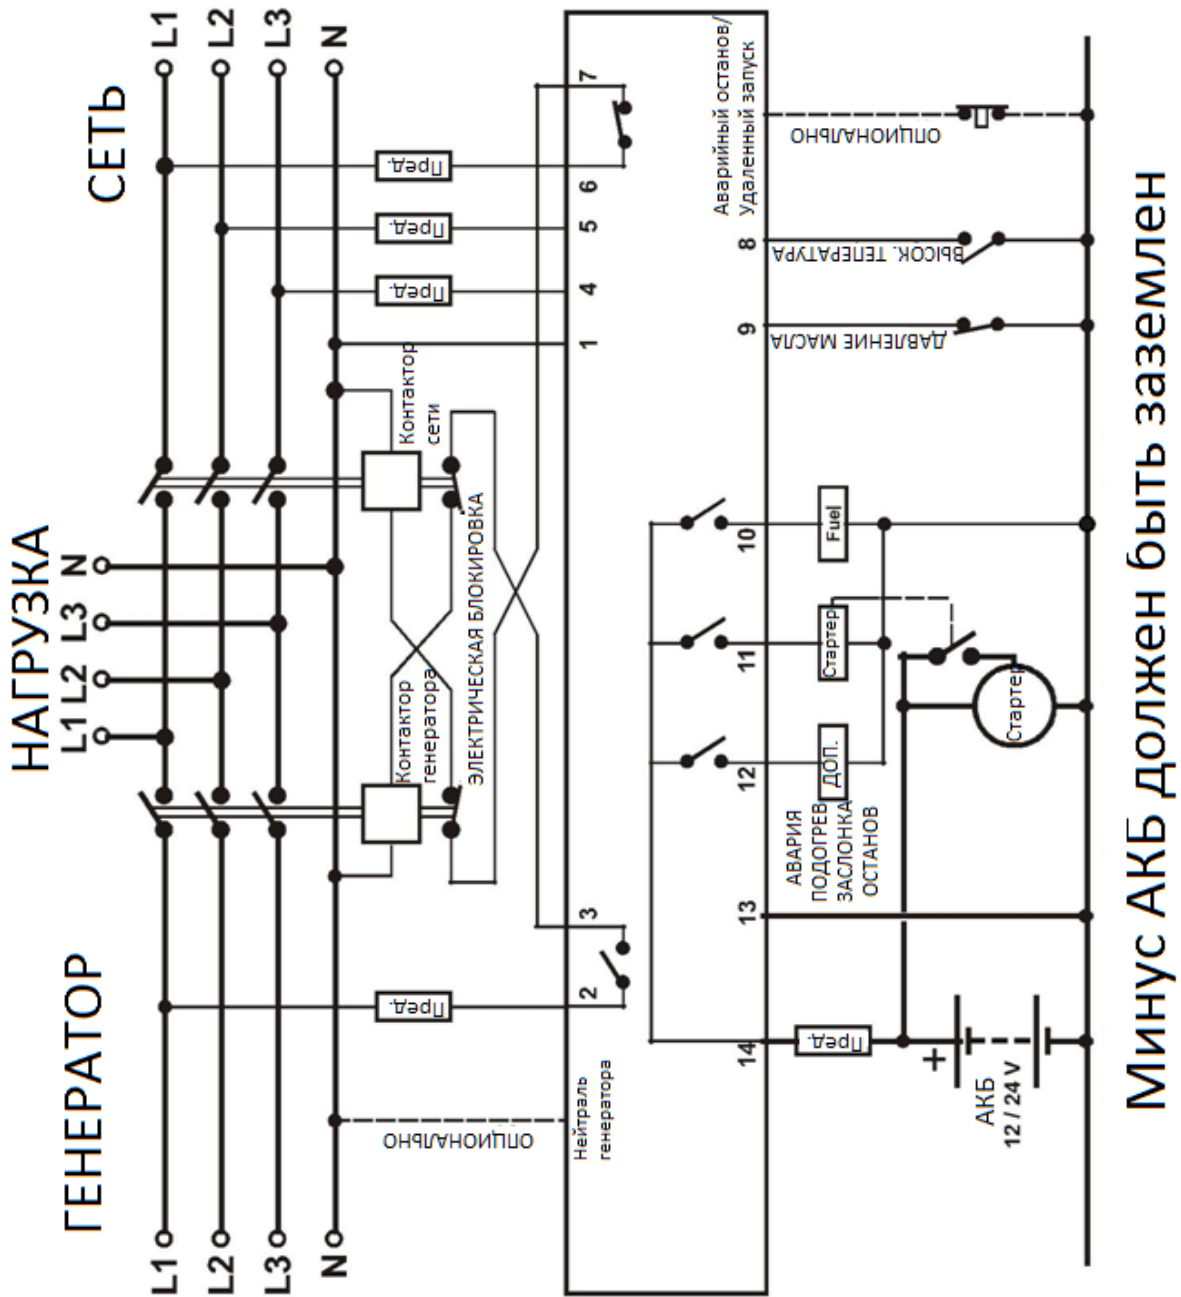 ГЕНЕРАТОР
НАГРУЗКА
СЕТЬ
L1
L2
L3
N
L1
L2
L3
N
L1
L2
L3
N
Контактор
генератора
Контактор
сети
ЭЛЕКТРИЧЕСКАЯ БЛОКИРОВКА
ОПЦИОНАЛЬНО
Пред.
Пред.
Пред.
Пред.
Нейтраль
генератора
2
3
1
4
5
6
7
14
13
12
11
10
9
8
Аварийный останов/
Удаленный запуск
Пред.
АВАРИЯ
ПОДОГРЕВ
ЗАСЛОНКА
ОСТАНОВ
ДОП.
Стартер
Fuel
ДАВЛЕНИЕ МАСЛА
ВЫСОК. ТЕПЕРАТУРА
ОПЦИОНАЛЬНО
+
АКБ
12 / 24 V
Стартер
Минус АКБ должен быть заземлен